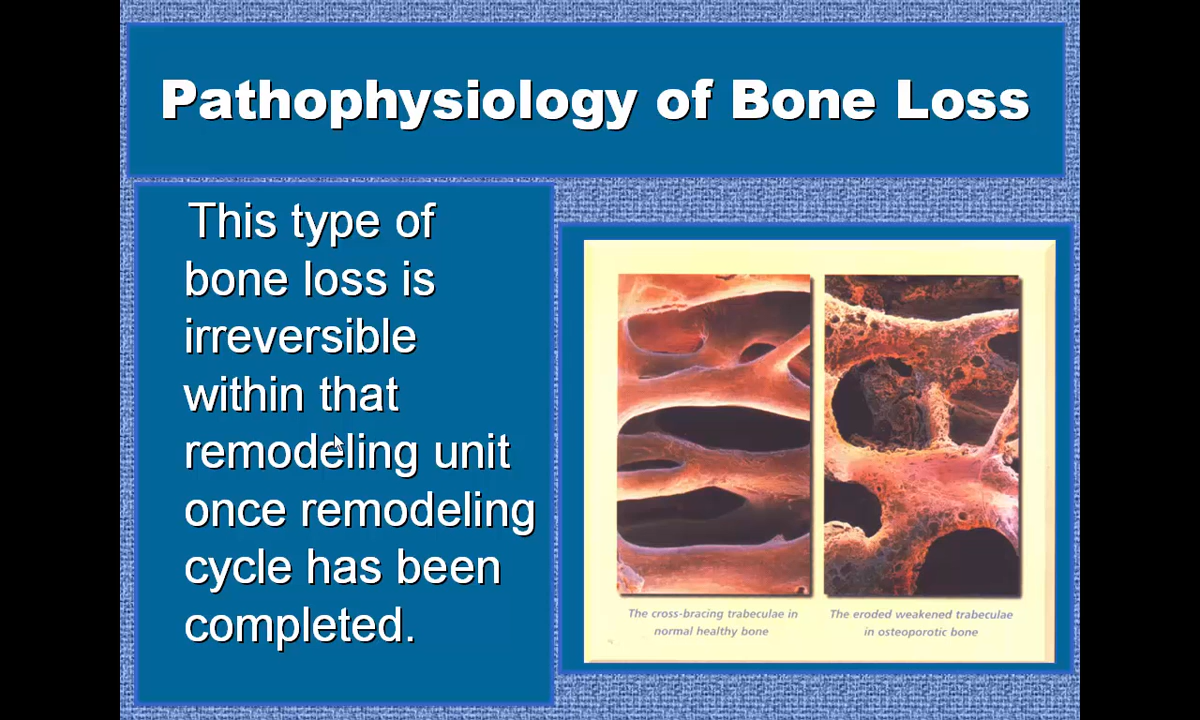 Pathophysiology of Bone Loss
This type of
bone loss is
irreversible
within that
remodeling unit
once remodeling
cycle has been
completed.
The cross-bracing trabeculae in
normal healthy bone
The eroded weakened trabeculae
in osteoporotic bone